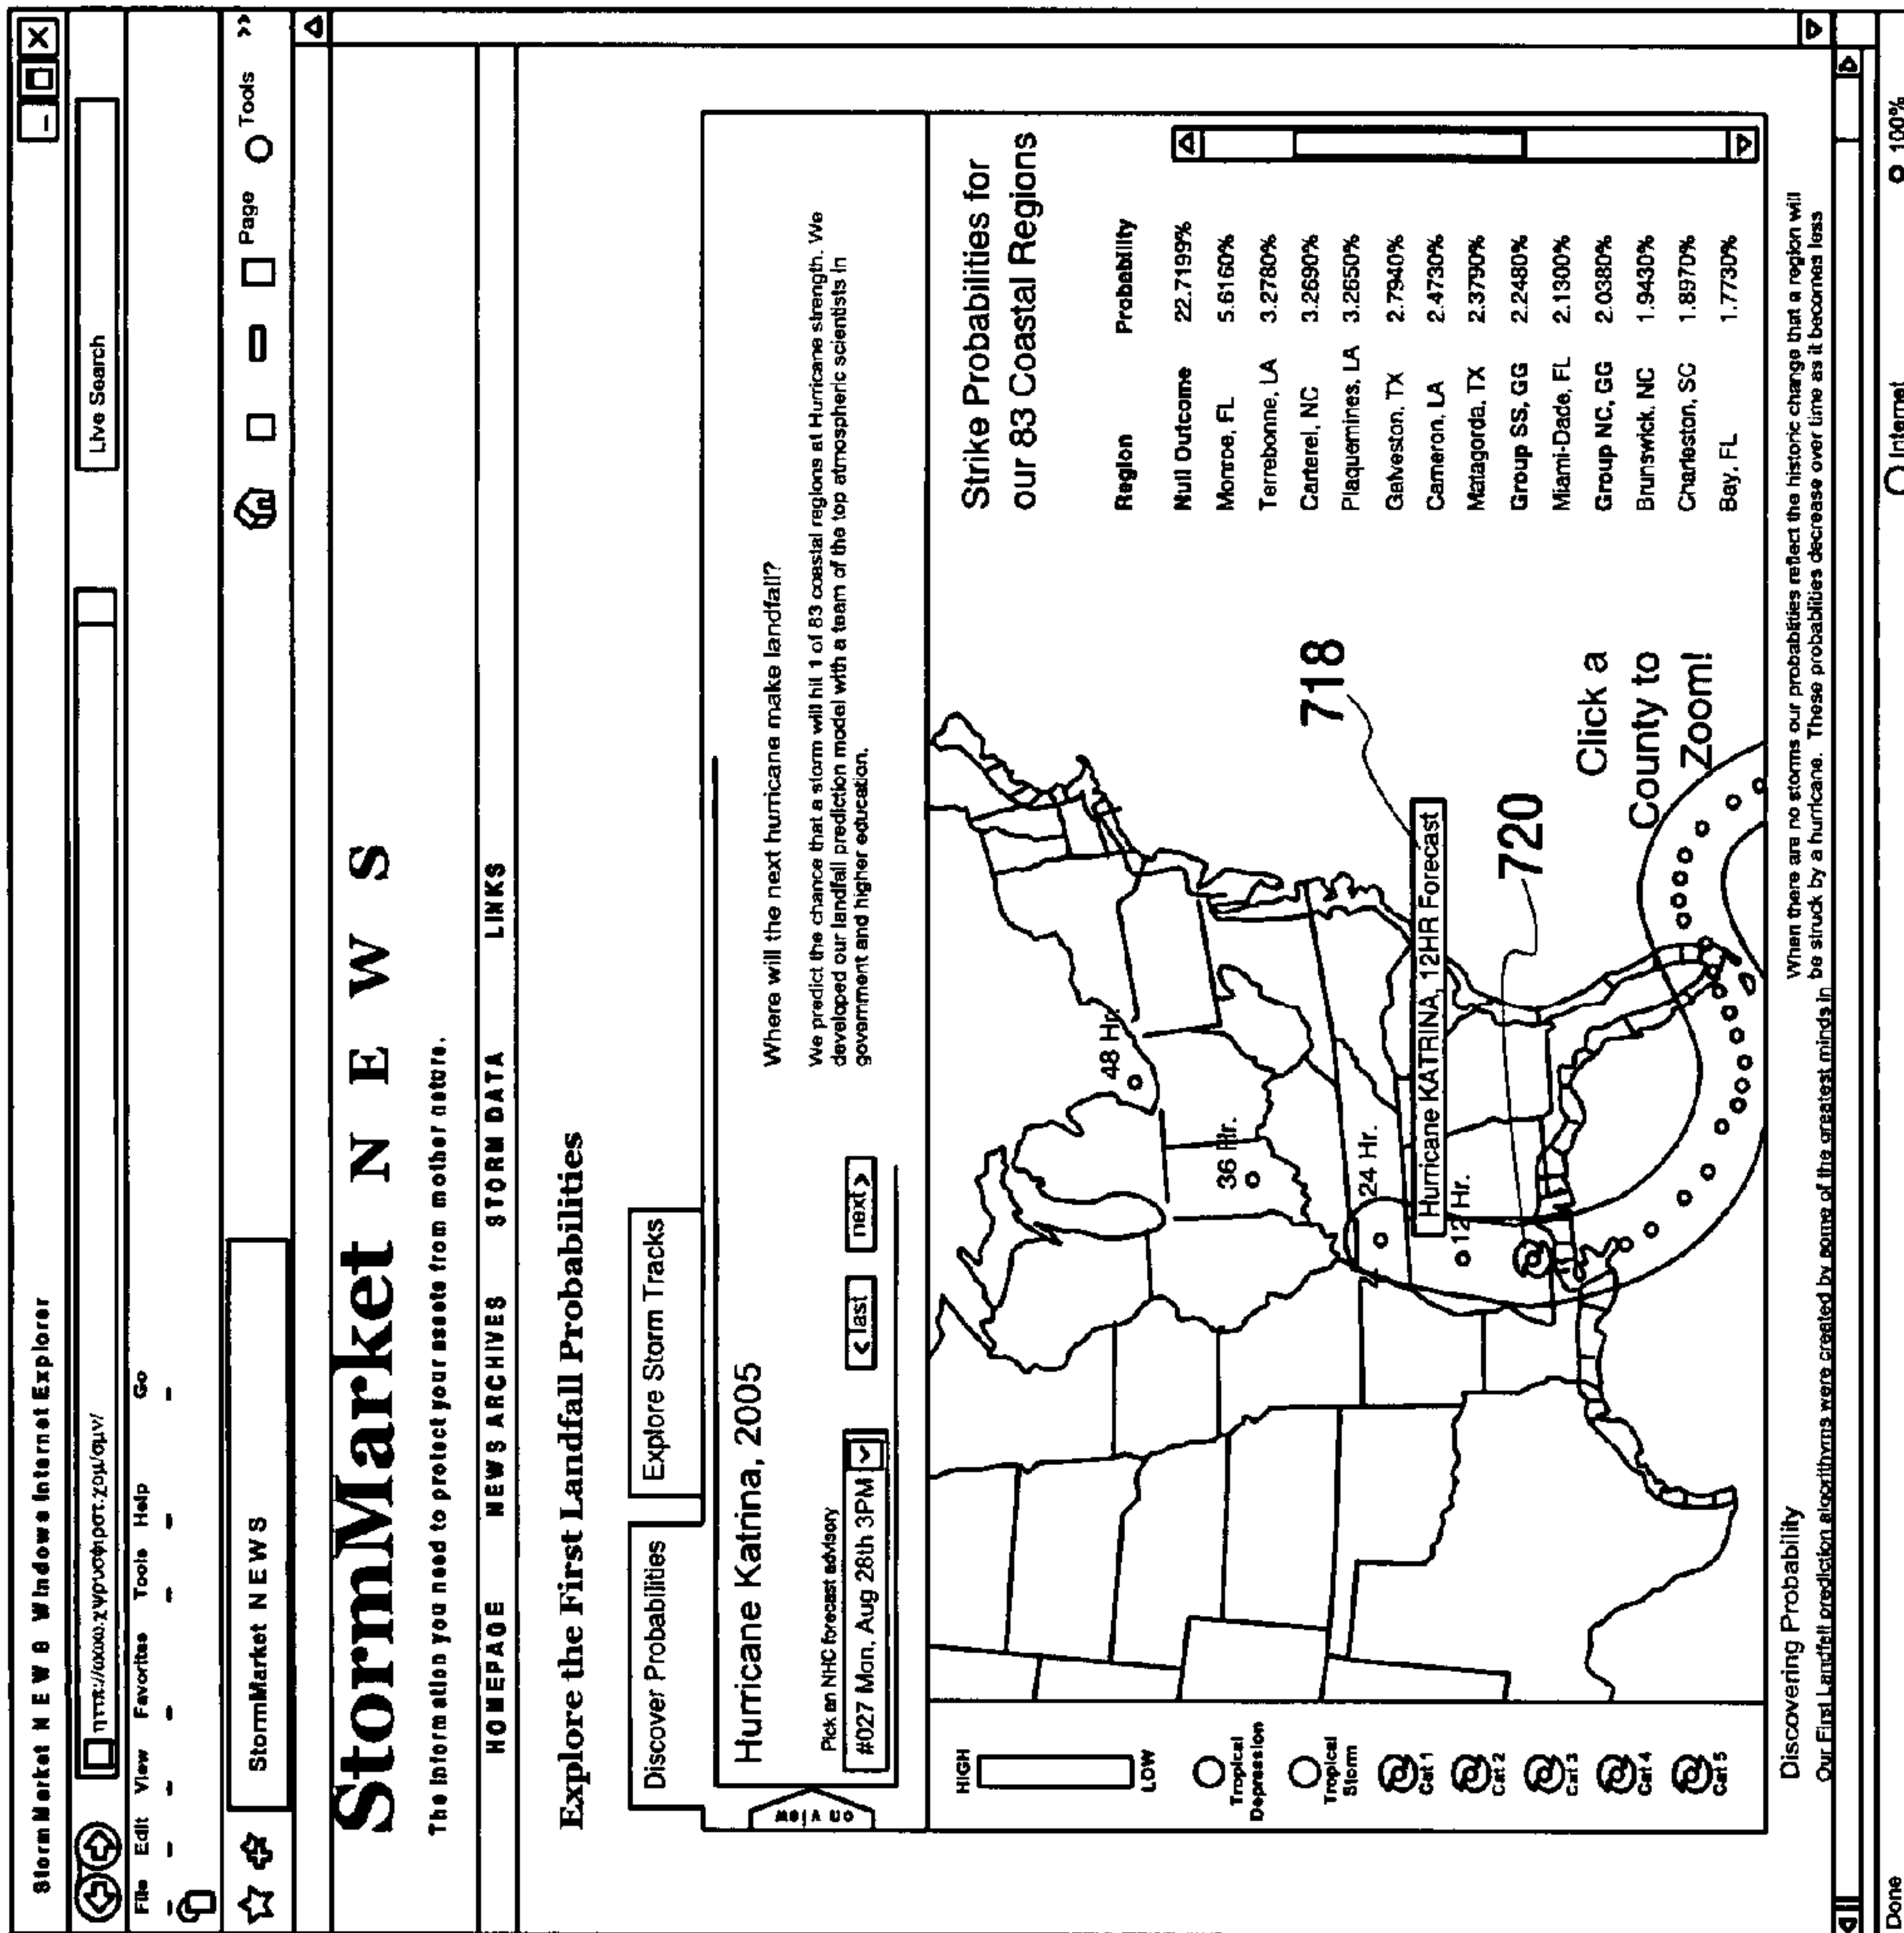 StormMarket N E W S Windows Internet Explorer
ηττπ://ωωω.χψρυσφιρστ.χομ/σμν/
Live Search
File Edit View Favorites Tools Help Go
StormMarket N E W S
Page Tools »
StormMarket N E W S
The information you need to protect your assets from mother nature.
HOMEPAGE NEWS ARCHIVES STORM DATA LINKS
Explore the First Landfall Probabilities
Discover Probabilities Explore Storm Tracks
Hurricane Katrina, 2005
Pick an NHC forecast advisory
#027 Mon, Aug 28th 3PM
< last next >
Where will the next hurricane make landfall?
We predict the chance that a storm will hit 1 of 83 coastal regions at Hurricane strength. We
developed our landfall prediction model with a team of the top atmospheric scientists in
government and higher education.
HIGH
LOW
Tropical
Depression
Tropical
Storm
Cat 1
Cat 2
Cat 3
Cat 4
Cat 5
48 Hr.
36 Hr.
24 Hr.
Hurricane KATRINA, 12HR Forecast
12 Hr.
718
720
Click a
County to
Zoom!
Strike Probabilities for
our 83 Coastal Regions
Region Probability
Null Outcome 22.7199%
Monroe, FL 5.6160%
Terrebonne, LA 3.2780%
Carterel, NC 3.2690%
Plaquemines, LA 3.2650%
Galveston, TX 2.7940%
Cameron, LA 2.4730%
Matagorda, TX 2.3790%
Group SS, GG 2.2480%
Miami-Dade, FL 2.1300%
Group NC, GG 2.0380%
Brunswick, NC 1.9430%
Charleston, SC 1.8970%
Bay, FL 1.7730%
Discovering Probability
Our First Landfell prediction algorithyms were created by some of the greatest minds in
When there are no storms our probabilities reflect the historic change that a region will
be struck by a hurricane. These probablities decrease over time as it becomes less
Done Internet 100%